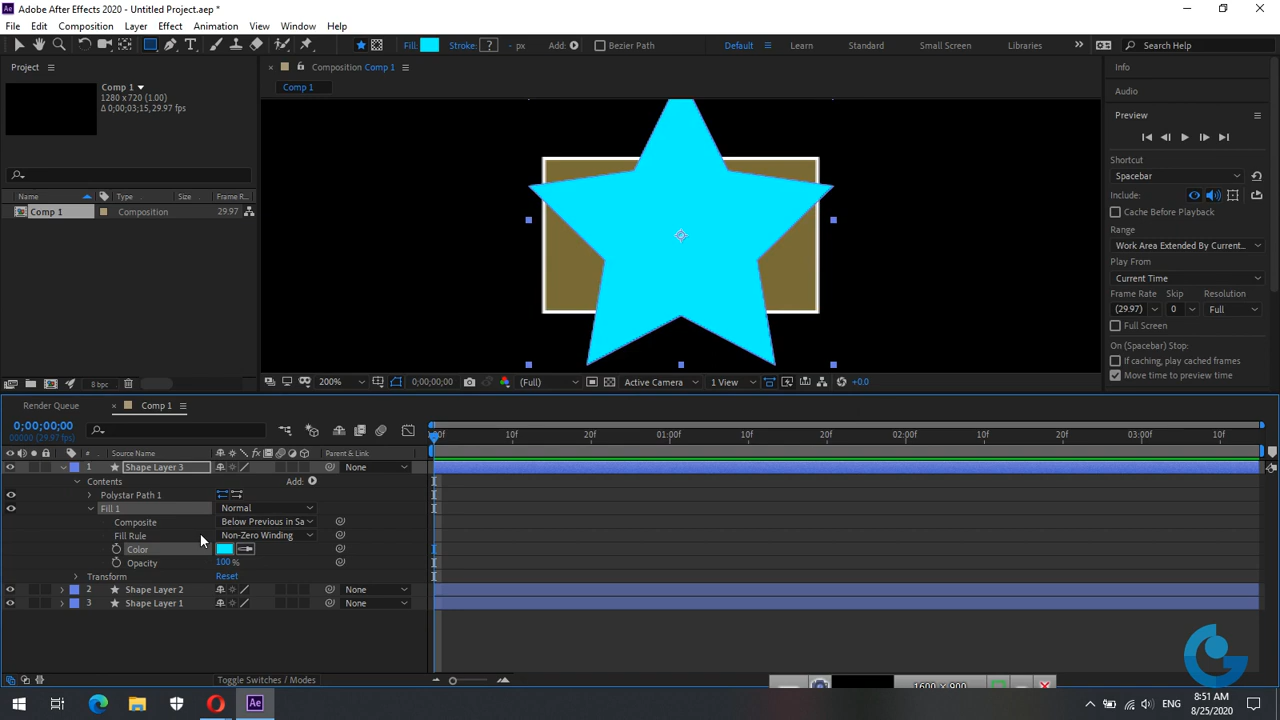 Adobe After Effects 2020 - Untitled Project.aep *
File Edit Composition Layer Effect Animation View Window Help
Fill: Stroke: ? - px Add: Bezier Path Default Learn Standard Small Screen Libraries Search Help
Project
Comp 1
1280 x 720 (1.00)
Δ 0;00;03;15, 29.97 fps
Name Type Size Frame R...
Comp 1 Composition 29.97
8 bpc
Composition Comp 1
Comp 1
200% 0;00;00;00 (Full) Active Camera 1 View +0.0
Info
Audio
Preview
Shortcut
Spacebar
Include:
Cache Before Playback
Range
Work Area Extended By Current...
Play From
Current Time
Frame Rate Skip Resolution
(29.97) 0 Full
Full Screen
On (Spacebar) Stop:
If caching, play cached frames
Move time to preview time
Render Queue Comp 1
0;00;00;00
00000 (29.97 fps)
:00f 10f 20f 01:00f 10f 20f 02:00f 10f 20f 03:00f 10f
# Source Name Parent & Link
1 Shape Layer 3 None
Contents Add:
Polystar Path 1
Fill 1 Normal
Composite Below Previous in Sa
Fill Rule Non-Zero Winding
Color
Opacity 100 %
Transform Reset
2 Shape Layer 2 None
3 Shape Layer 1 None
Toggle Switches / Modes
1600 x 900
ENG
8:51 AM
8/25/2020